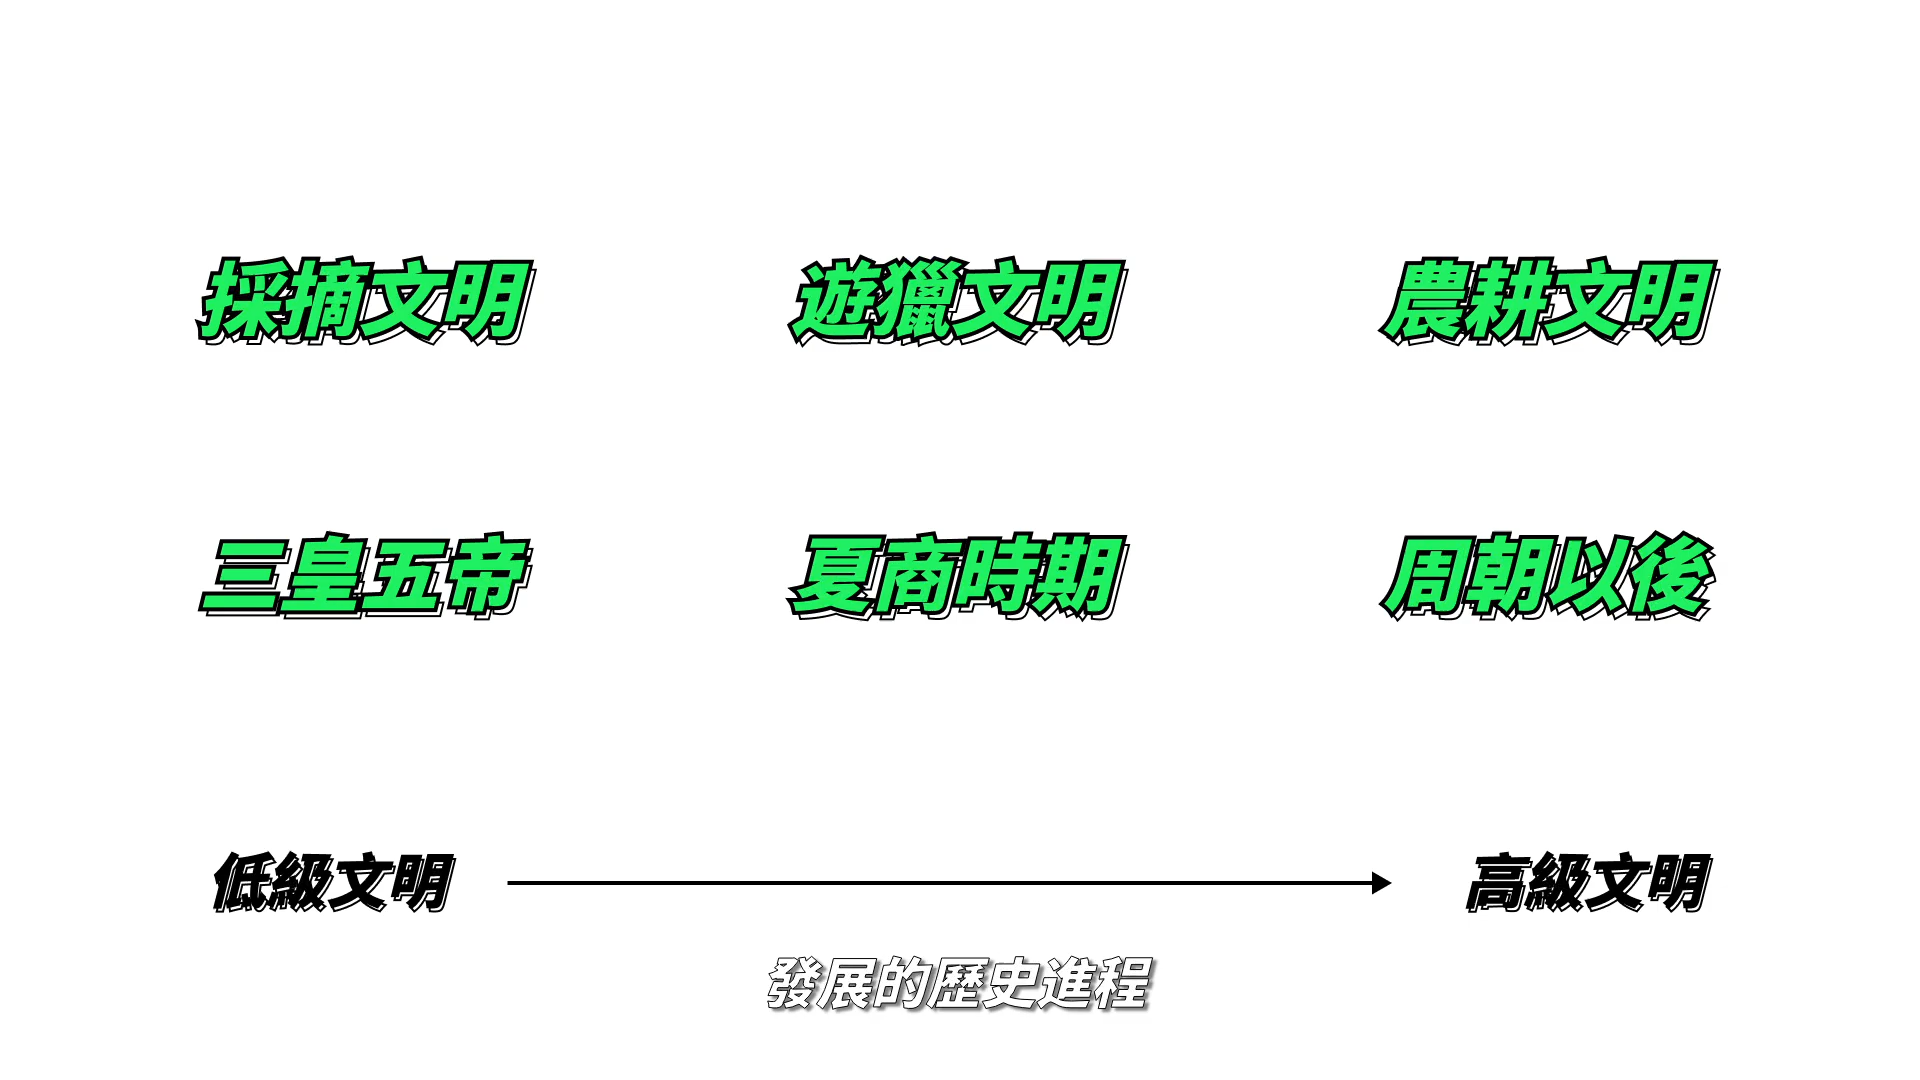 採摘文明 遊獵文明 農耕文明
三皇五帝 夏商時期 周朝以後
低級文明 高級文明
發展的歷史進程